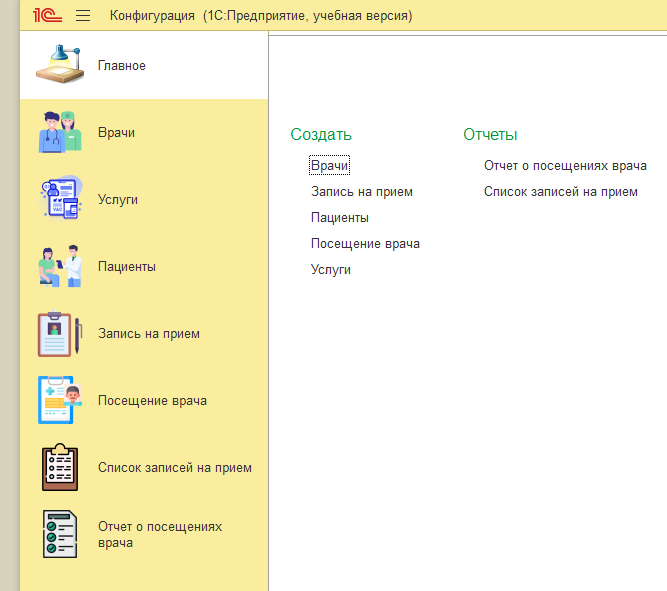 1С Конфигурация (1С:Предприятие, учебная версия)
Главное
Врачи
Услуги
Пациенты
Запись на прием
Посещение врача
Список записей на прием
Отчет о посещениях
врача
Создать
Врачи
Запись на прием
Пациенты
Посещение врача
Услуги
Отчеты
Отчет о посещениях врача
Список записей на прием